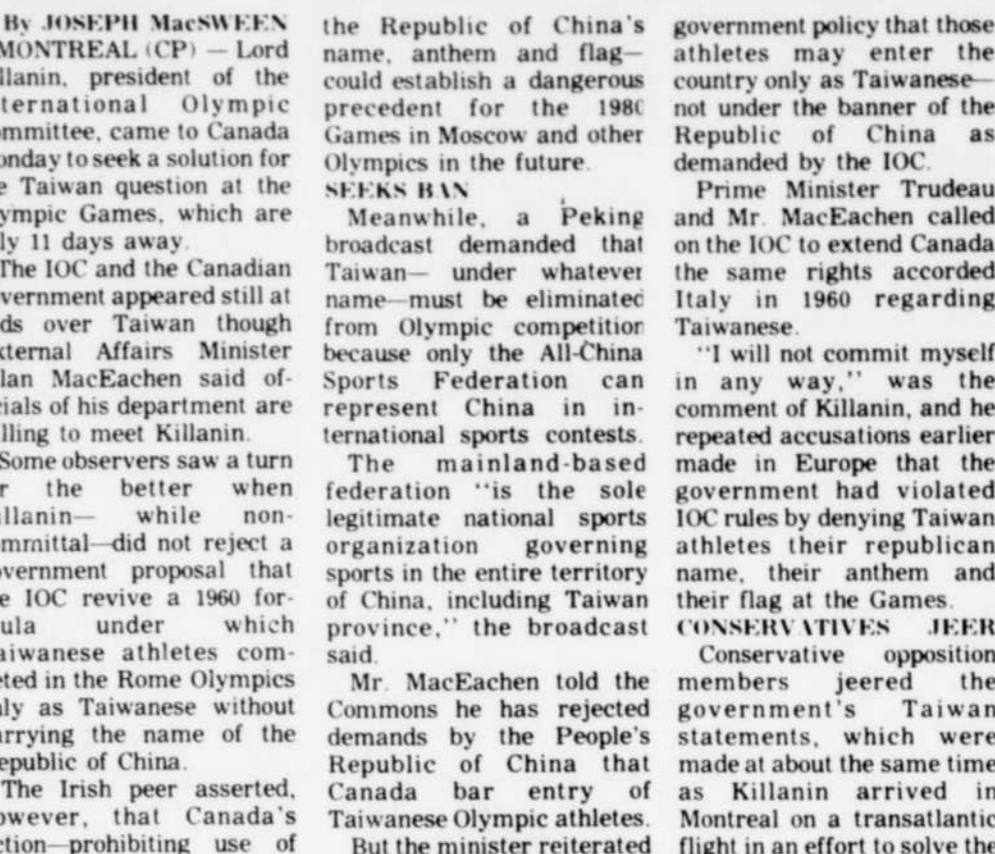 By JOSEPH MacSWEEN
MONTREAL (CP) — Lord
llanin, president of the
ternational Olympic
ommittee, came to Canada
onday to seek a solution for
e Taiwan question at the
ympic Games, which are
ly 11 days away.
The IOC and the Canadian
vernment appeared still at
ds over Taiwan though
xternal Affairs Minister
lan MacEachen said of-
cials of his department are
lling to meet Killanin.
Some observers saw a turn
r the better when
illanin— while non-
mmittal—did not reject a
overnment proposal that
e IOC revive a 1960 for-
ula under which
aiwanese athletes com-
eted in the Rome Olympics
nly as Taiwanese without
arrying the name of the
epublic of China.
The Irish peer asserted,
owever, that Canada's
ction—prohibiting use of
the Republic of China's
name, anthem and flag—
could establish a dangerous
precedent for the 1980
Games in Moscow and other
Olympics in the future.
SEEKS BAN
Meanwhile, a Peking
broadcast demanded that
Taiwan— under whatever
name—must be eliminated
from Olympic competition
because only the All-China
Sports Federation can
represent China in in-
ternational sports contests.
The mainland-based
federation "is the sole
legitimate national sports
organization governing
sports in the entire territory
of China, including Taiwan
province," the broadcast
said.
Mr. MacEachen told the
Commons he has rejected
demands by the People's
Republic of China that
Canada bar entry of
Taiwanese Olympic athletes.
But the minister reiterated
government policy that those
athletes may enter the
country only as Taiwanese—
not under the banner of the
Republic of China as
demanded by the IOC.
Prime Minister Trudeau
and Mr. MacEachen called
on the IOC to extend Canada
the same rights accorded
Italy in 1960 regarding
Taiwanese.
"I will not commit myself
in any way," was the
comment of Killanin, and he
repeated accusations earlier
made in Europe that the
government had violated
IOC rules by denying Taiwan
athletes their republican
name, their anthem and
their flag at the Games.
CONSERVATIVES JEER
Conservative opposition
members jeered the
government's Taiwan
statements, which were
made at about the same time
as Killanin arrived in
Montreal on a transatlantic
flight in an effort to solve the